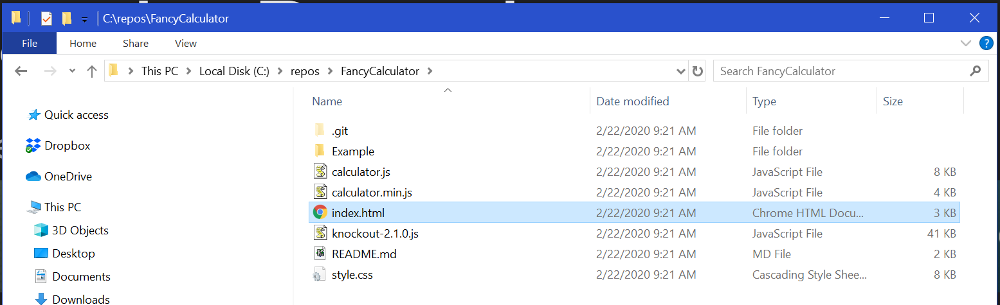 C:\repos\FancyCalculator
File Home Share View ?
This PC Local Disk (C:) repos FancyCalculator Search FancyCalculator
Name Date modified Type Size
Quick access
Dropbox
OneDrive
This PC
3D Objects
Desktop
Documents
Downloads
.git 2/22/2020 9:21 AM File folder
Example 2/22/2020 9:21 AM File folder
calculator.js 2/22/2020 9:21 AM JavaScript File 8 KB
calculator.min.js 2/22/2020 9:21 AM JavaScript File 4 KB
index.html 2/22/2020 9:21 AM Chrome HTML Docu... 3 KB
knockout-2.1.0.js 2/22/2020 9:21 AM JavaScript File 41 KB
README.md 2/22/2020 9:21 AM MD File 2 KB
style.css 2/22/2020 9:21 AM Cascading Style Shee... 8 KB